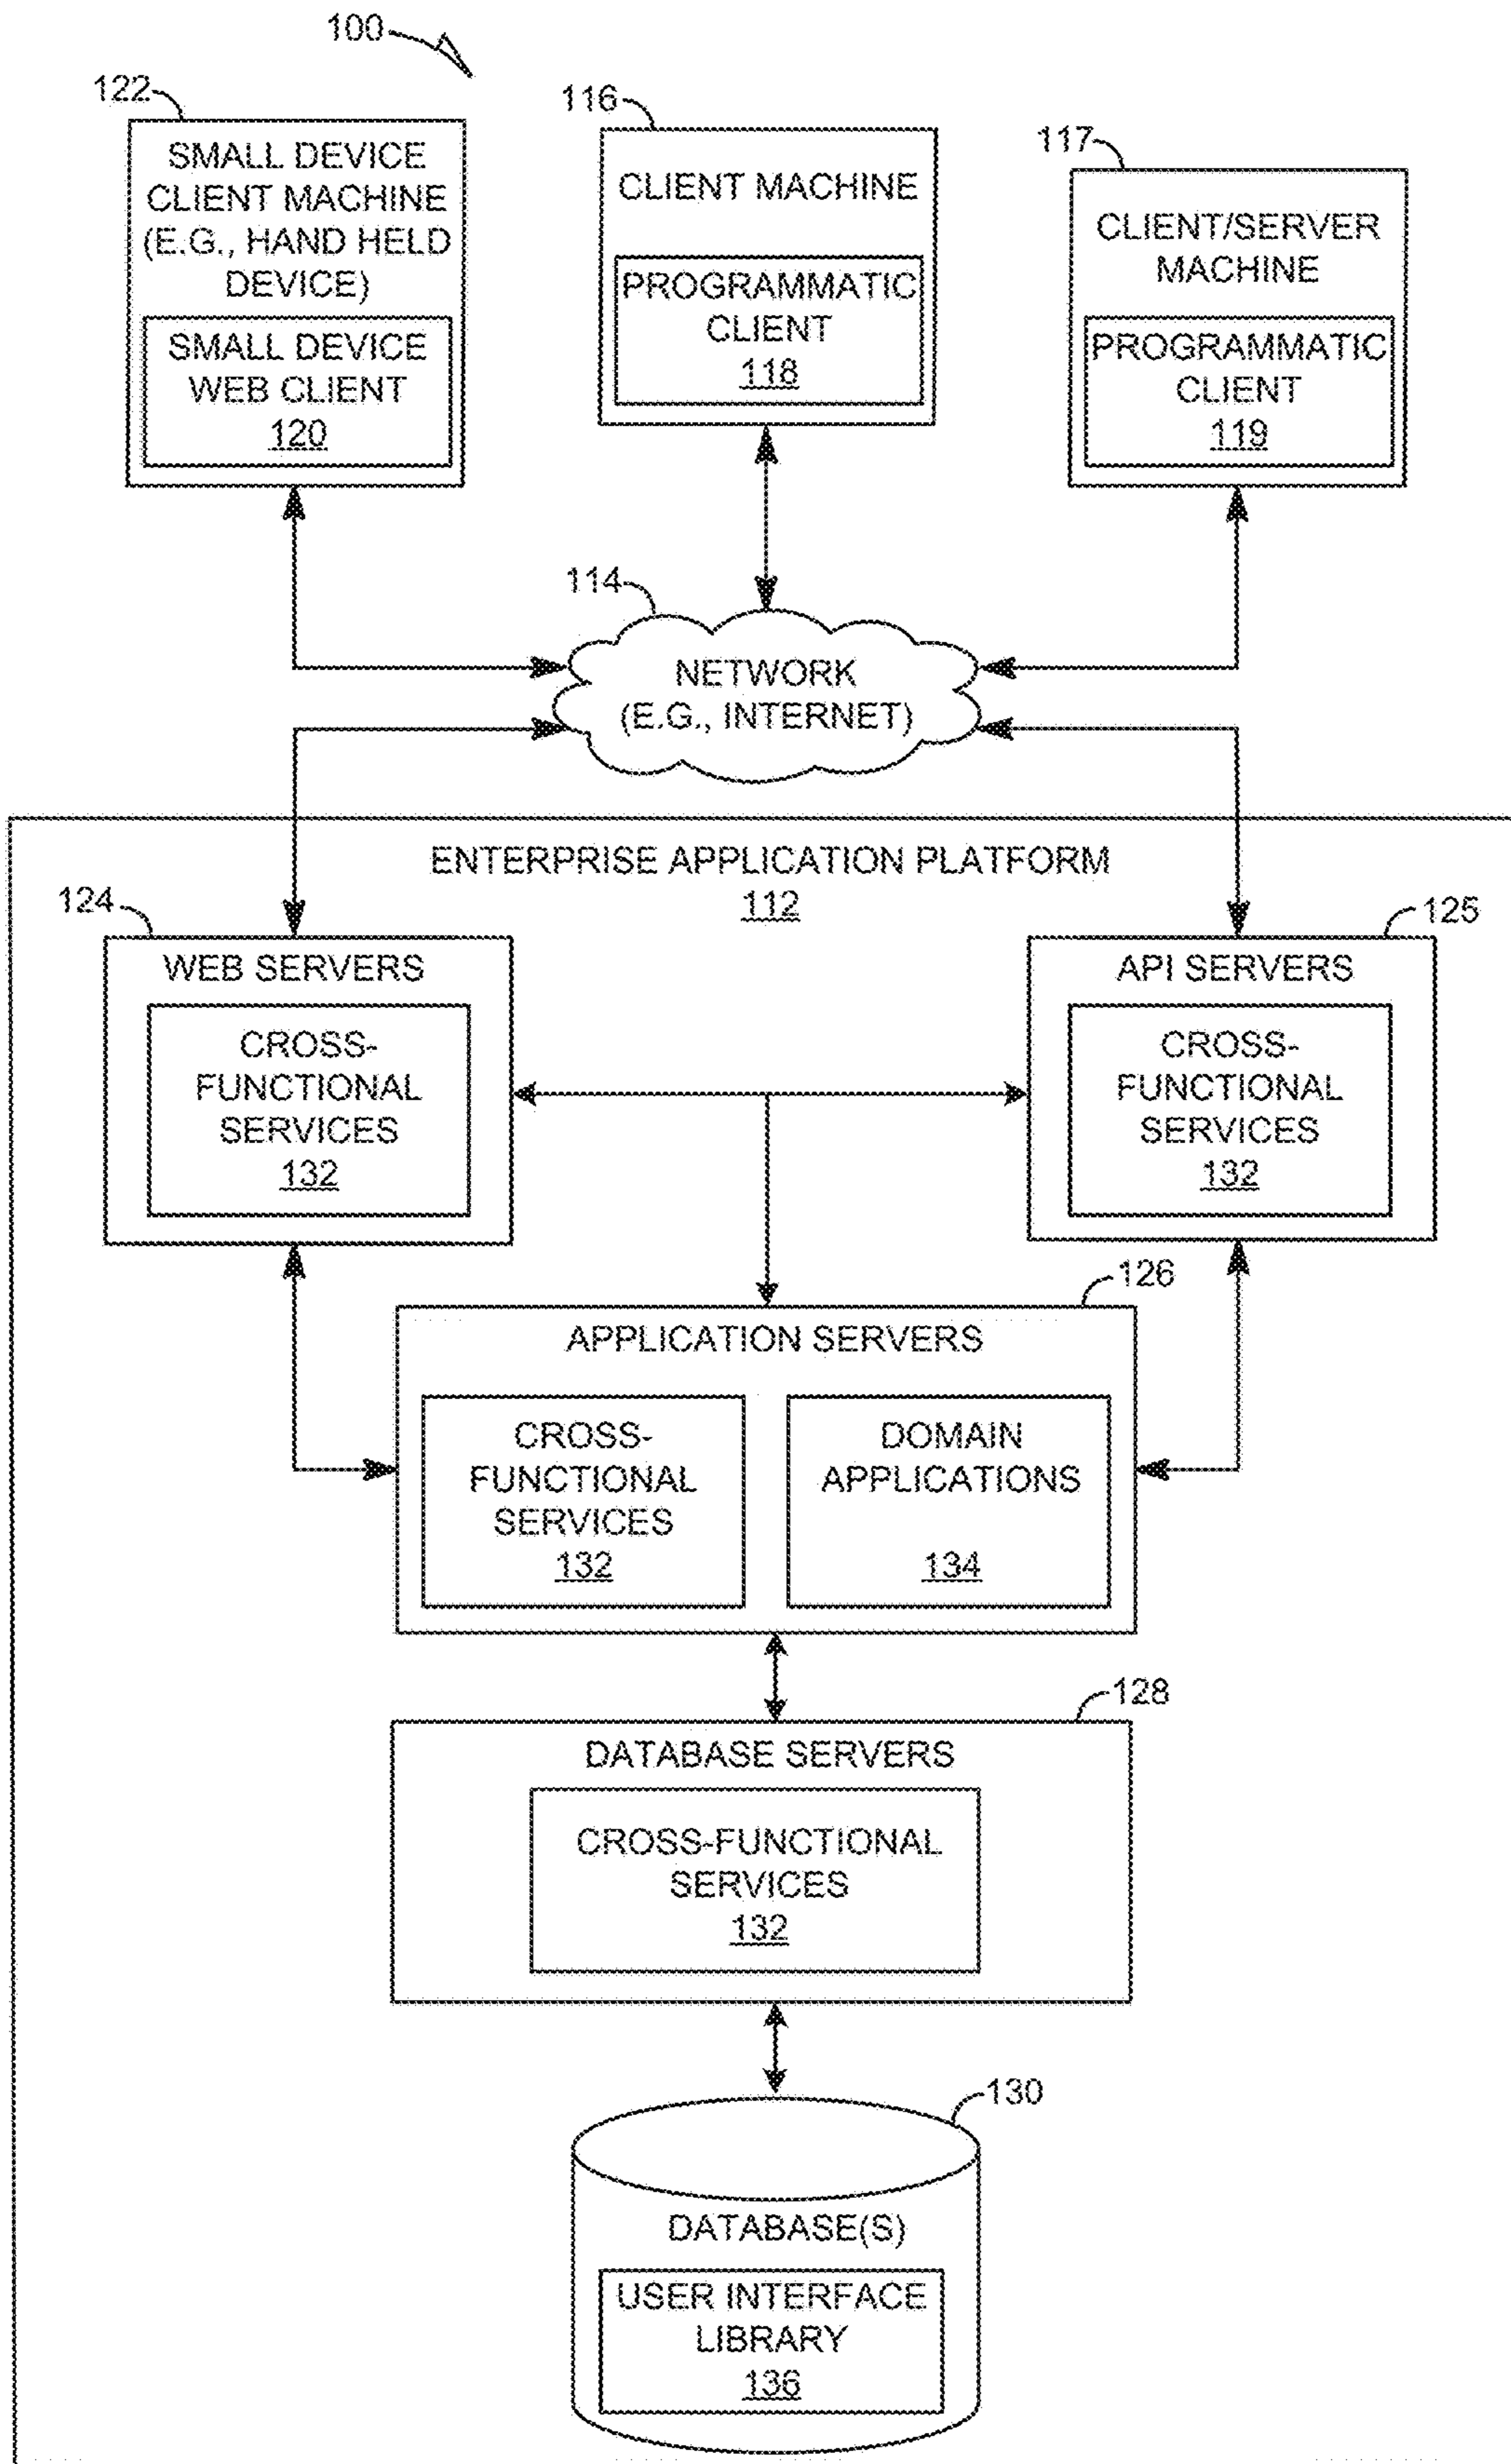 100
122
SMALL DEVICE
CLIENT MACHINE
(E.G., HAND HELD
DEVICE)
SMALL DEVICE
WEB CLIENT
120
116
CLIENT MACHINE
PROGRAMMATIC
CLIENT
118
117
CLIENT/SERVER
MACHINE
PROGRAMMATIC
CLIENT
119
114
NETWORK
(E.G., INTERNET)
ENTERPRISE APPLICATION PLATFORM
112
124
WEB SERVERS
CROSS-
FUNCTIONAL
SERVICES
132
125
API SERVERS
CROSS-
FUNCTIONAL
SERVICES
132
126
APPLICATION SERVERS
CROSS-
FUNCTIONAL
SERVICES
132
DOMAIN
APPLICATIONS
134
128
DATABASE SERVERS
CROSS-FUNCTIONAL
SERVICES
132
130
DATABASE(S)
USER INTERFACE
LIBRARY
136